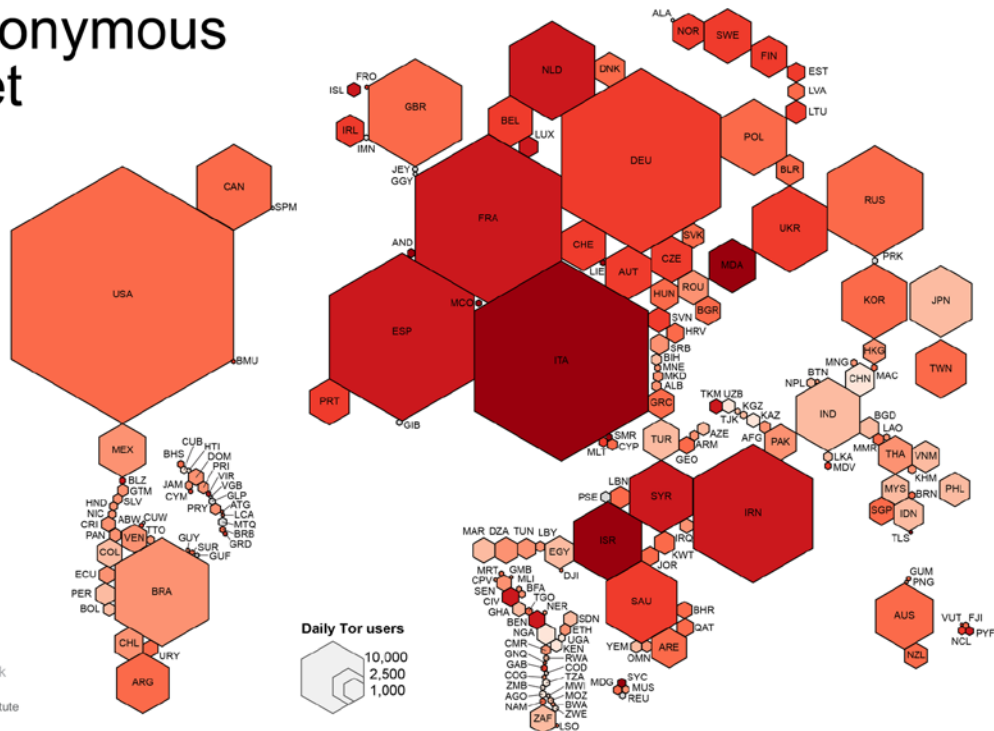 onymous
et
ALA
NOR
SWE
FIN
EST
LVA
LTU
NLD
DNK
FRO
ISL
GBR
IRL
IMN
BEL
LUX
DEU
POL
BLR
JEY
GGY
CAN
SPM
FRA
RUS
UKR
PRK
AND
CHE
LIE
AUT
CZE
SVK
MDA
HUN
ROU
BGR
KOR
JPN
USA
MCO
ESP
ITA
SVN
HRV
SRB
BIH
MNE
MKD
ALB
GRC
BMU
HKG
MNG
CHN
MAC
TWN
BTN
NPL
IND
PRT
GIB
TKM
UZB
TJK
KGZ
KAZ
AFG
PAK
BGD
LAO
MMR
THA
VNM
KHM
LKA
MDV
SMR
MLT
CYP
TUR
AZE
ARM
GEO
MEX
CUB
HTI
BHS
DOM
PRI
VIR
VGB
GLP
ATG
LCA
MTQ
BRB
GRD
JAM
CYM
PRY
BLZ
GTM
SLV
HND
NIC
CRI
PAN
ABW
CUW
TTO
VEN
COL
GUY
SUR
GUF
ECU
PER
BOL
BRA
CHL
URY
ARG
LBN
PSE
SYR
IRN
MYS
BRN
PHL
SGP
IDN
TLS
ISR
IRQ
KWT
JOR
MAR
DZA
TUN
LBY
EGY
DJI
MRT
GMB
CPV
MLI
SEN
BFA
CIV
TGO
GHA
NER
BEN
SDN
NGA
ETH
UGA
CMR
KEN
GNQ
RWA
GAB
COD
COG
TZA
ZMB
MWI
AGO
MOZ
NAM
BWA
ZWE
ZAF
LSO
SAU
BHR
QAT
YEM
OMN
ARE
MDG
SYC
MUS
REU
GUM
PNG
AUS
NZL
VUT
FJI
PYF
NCL
Daily Tor users
10,000
2,500
1,000
k
tute